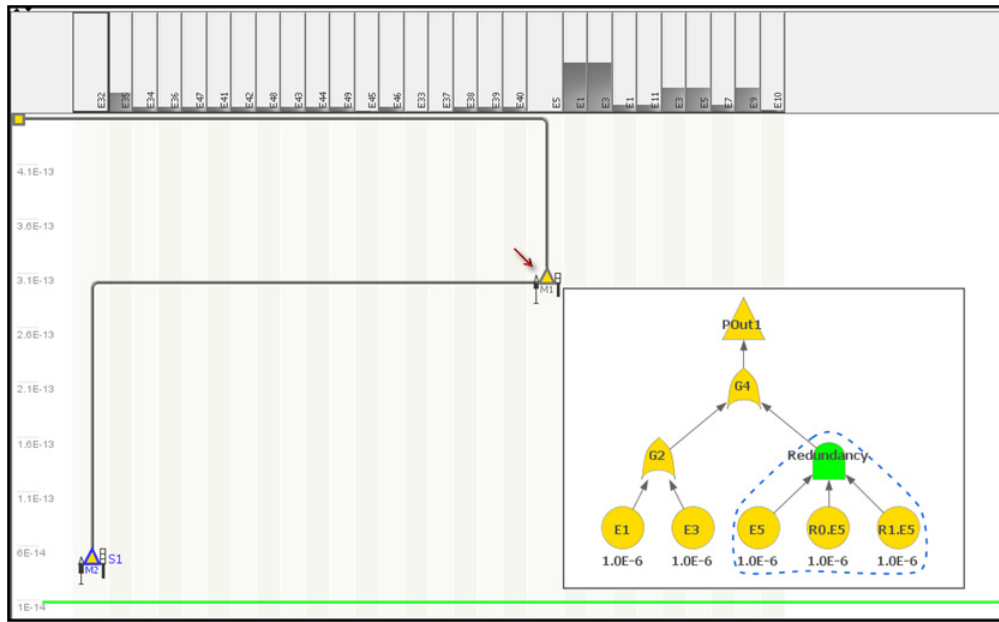 E32 E35 E34 E36 E47 E41 E42 E48 E43 E44 E49 E45 E46 E33 E37 E38 E39 E40 E5 E1 E3 E1 E11 E3 E5 E7 E9 E10
4.1E-13
3.6E-13
3.1E-13
M1
2.6E-13
2.1E-13
1.6E-13
1.1E-13
6E-14
M2 S1
1E-14
POut1
G4
G2 Redundancy
E1 E3 E5 R0.E5 R1.E5
1.0E-6 1.0E-6 1.0E-6 1.0E-6 1.0E-6